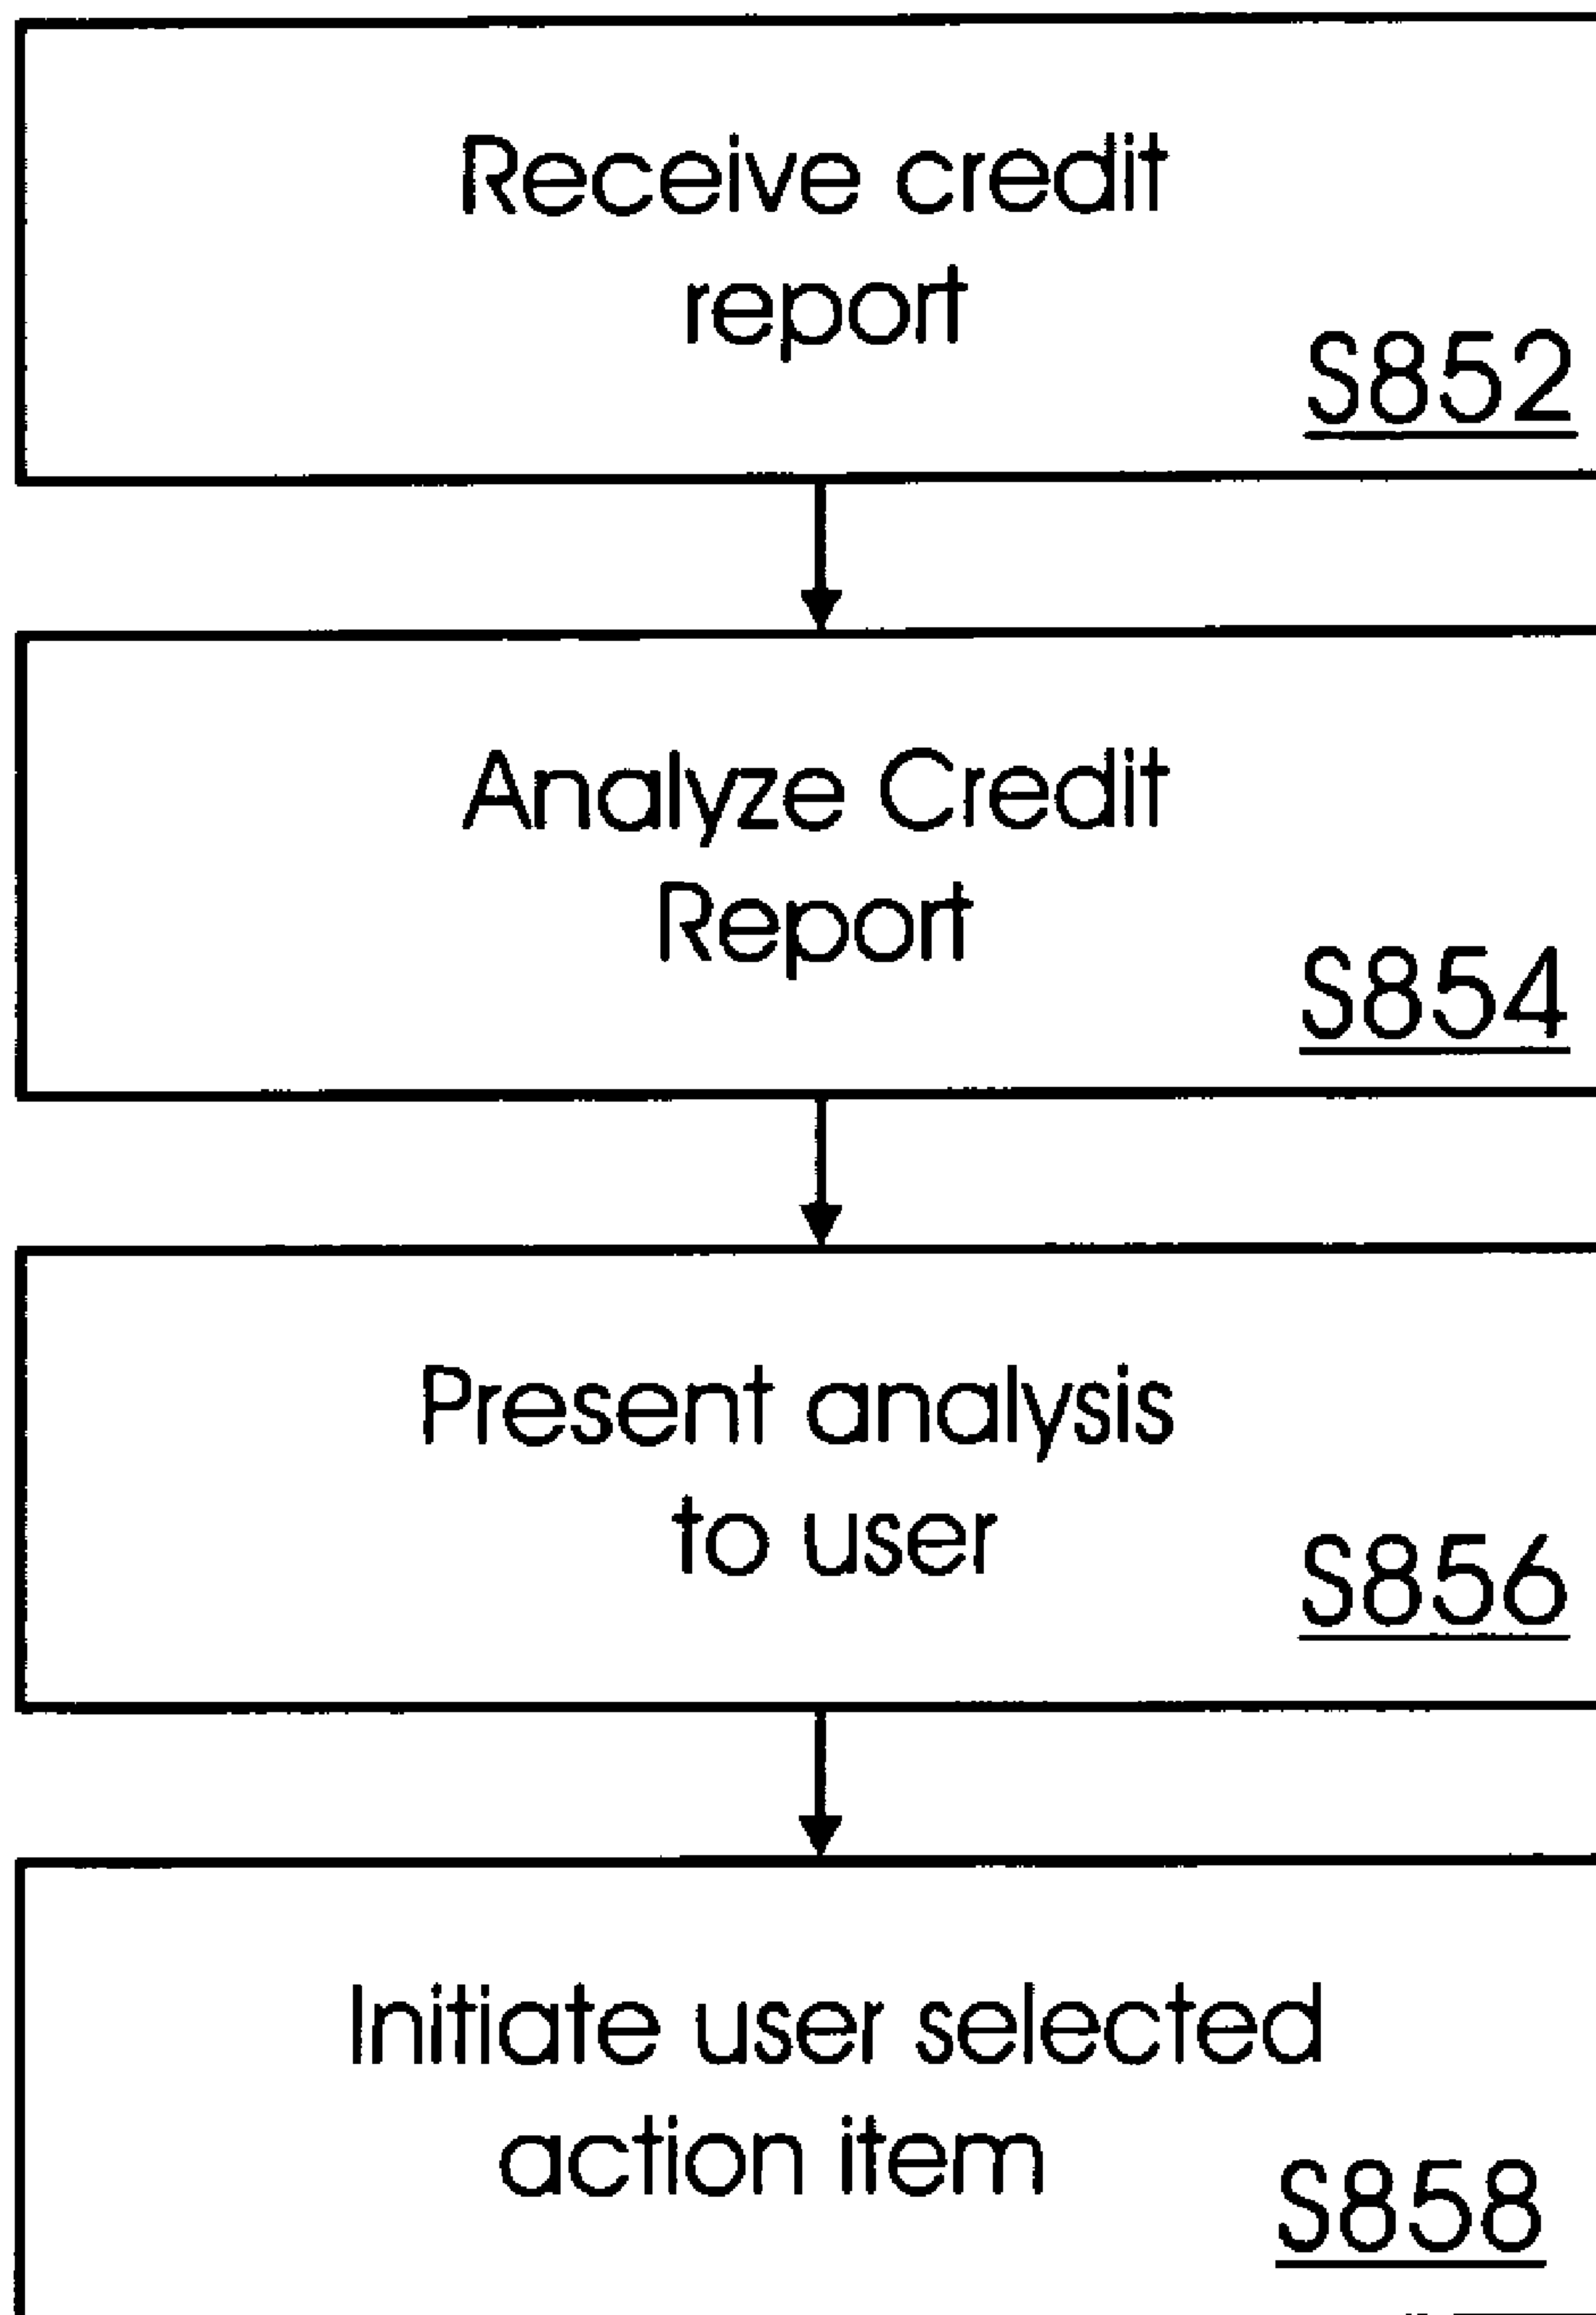 Receive credit
report
S852
Analyze Credit
Report
S854
Present analysis
to user
S856
Initiate user selected
action item
S858